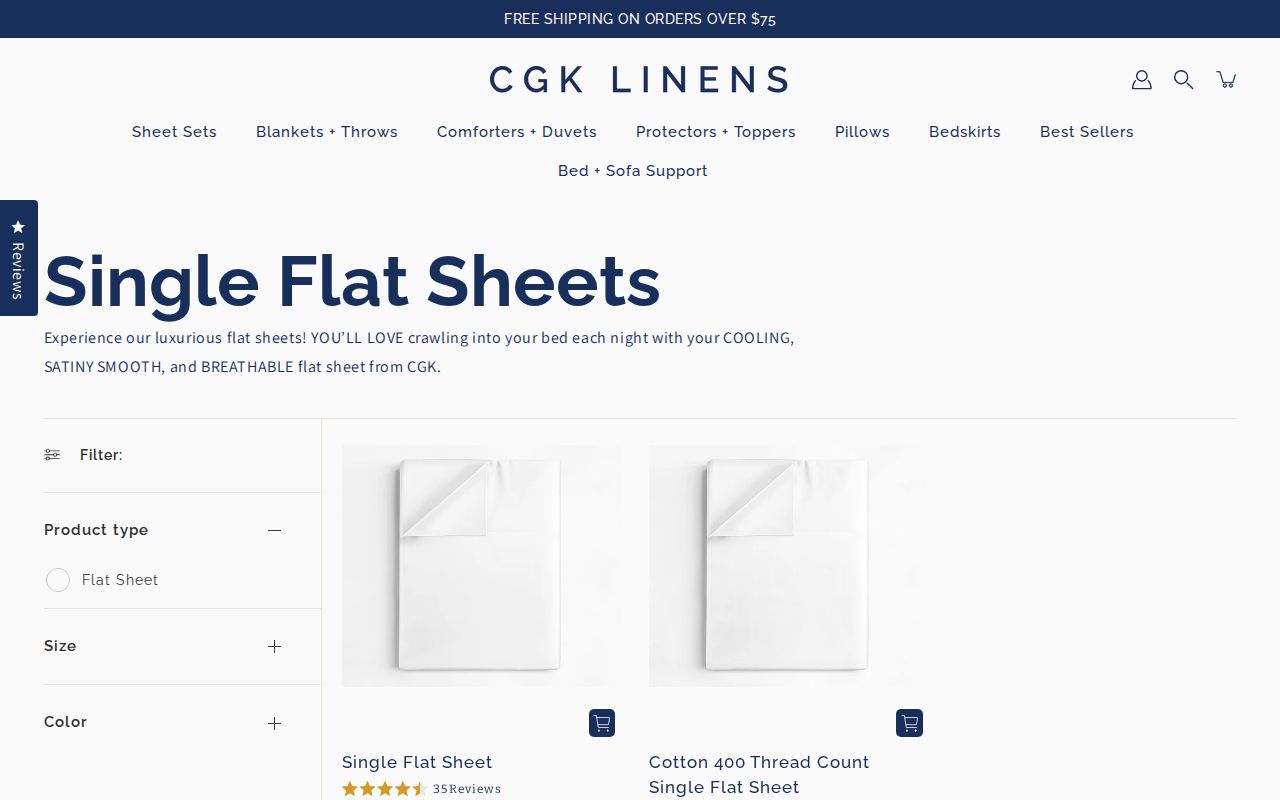 FREE SHIPPING ON ORDERS OVER $75
CGK LINENS
Sheet Sets
Blankets + Throws
Comforters + Duvets
Protectors + Toppers
Pillows
Bedskirts
Best Sellers
Bed + Sofa Support
Reviews
Single Flat Sheets
Experience our luxurious flat sheets! YOU’LL LOVE crawling into your bed each night with your COOLING,
SATINY SMOOTH, and BREATHABLE flat sheet from CGK.
Filter:
Product type
Flat Sheet
Size
Color
Single Flat Sheet
35Reviews
Cotton 400 Thread Count
Single Flat Sheet